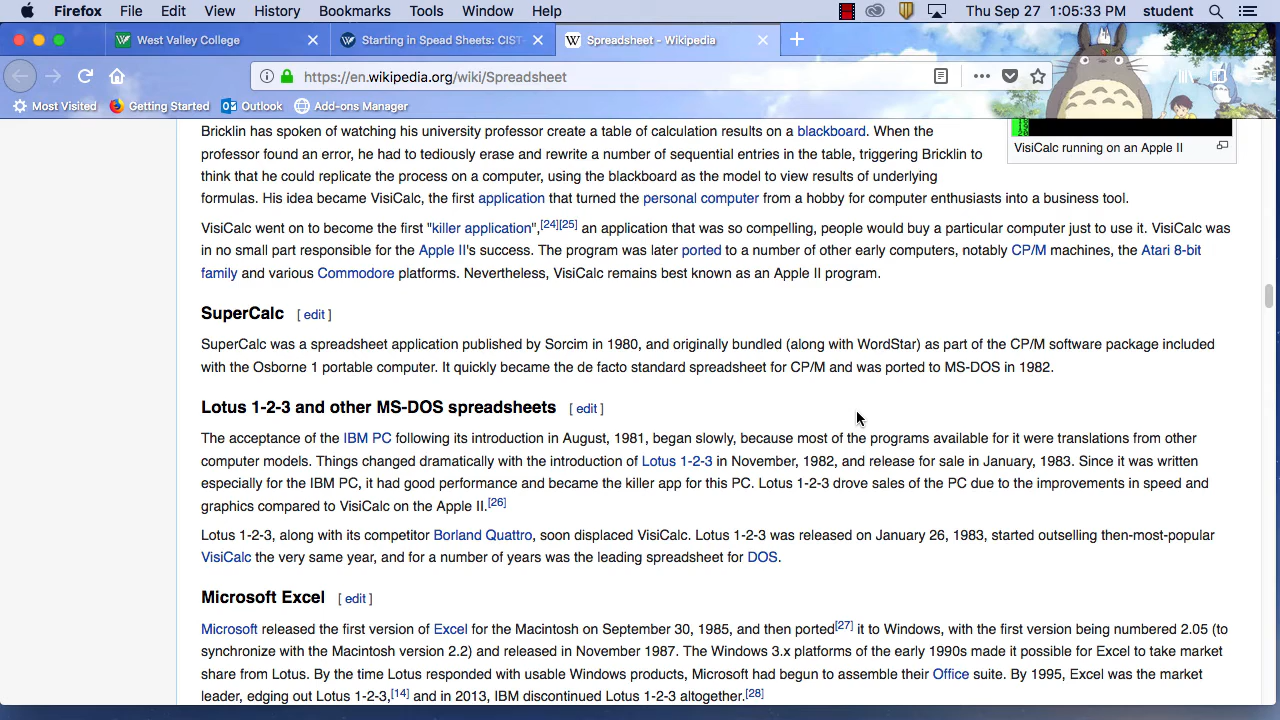 Firefox File Edit View History Bookmarks Tools Window Help Thu Sep 27 1:05:33 PM student
West Valley College Starting in Spead Sheets: CIST- Spreadsheet - Wikipedia
https://en.wikipedia.org/wiki/Spreadsheet
Most Visited Getting Started Outlook Add-ons Manager
Bricklin has spoken of watching his university professor create a table of calculation results on a blackboard. When the
professor found an error, he had to tediously erase and rewrite a number of sequential entries in the table, triggering Bricklin to
think that he could replicate the process on a computer, using the blackboard as the model to view results of underlying
formulas. His idea became VisiCalc, the first application that turned the personal computer from a hobby for computer enthusiasts into a business tool.
VisiCalc running on an Apple II
VisiCalc went on to become the first "killer application",[24][25] an application that was so compelling, people would buy a particular computer just to use it. VisiCalc was
in no small part responsible for the Apple II's success. The program was later ported to a number of other early computers, notably CP/M machines, the Atari 8-bit
family and various Commodore platforms. Nevertheless, VisiCalc remains best known as an Apple II program.
SuperCalc [ edit ]
SuperCalc was a spreadsheet application published by Sorcim in 1980, and originally bundled (along with WordStar) as part of the CP/M software package included
with the Osborne 1 portable computer. It quickly became the de facto standard spreadsheet for CP/M and was ported to MS-DOS in 1982.
Lotus 1-2-3 and other MS-DOS spreadsheets [ edit ]
The acceptance of the IBM PC following its introduction in August, 1981, began slowly, because most of the programs available for it were translations from other
computer models. Things changed dramatically with the introduction of Lotus 1-2-3 in November, 1982, and release for sale in January, 1983. Since it was written
especially for the IBM PC, it had good performance and became the killer app for this PC. Lotus 1-2-3 drove sales of the PC due to the improvements in speed and
graphics compared to VisiCalc on the Apple II.[26]
Lotus 1-2-3, along with its competitor Borland Quattro, soon displaced VisiCalc. Lotus 1-2-3 was released on January 26, 1983, started outselling then-most-popular
VisiCalc the very same year, and for a number of years was the leading spreadsheet for DOS.
Microsoft Excel [ edit ]
Microsoft released the first version of Excel for the Macintosh on September 30, 1985, and then ported[27] it to Windows, with the first version being numbered 2.05 (to
synchronize with the Macintosh version 2.2) and released in November 1987. The Windows 3.x platforms of the early 1990s made it possible for Excel to take market
share from Lotus. By the time Lotus responded with usable Windows products, Microsoft had begun to assemble their Office suite. By 1995, Excel was the market
leader, edging out Lotus 1-2-3,[14] and in 2013, IBM discontinued Lotus 1-2-3 altogether.[28]